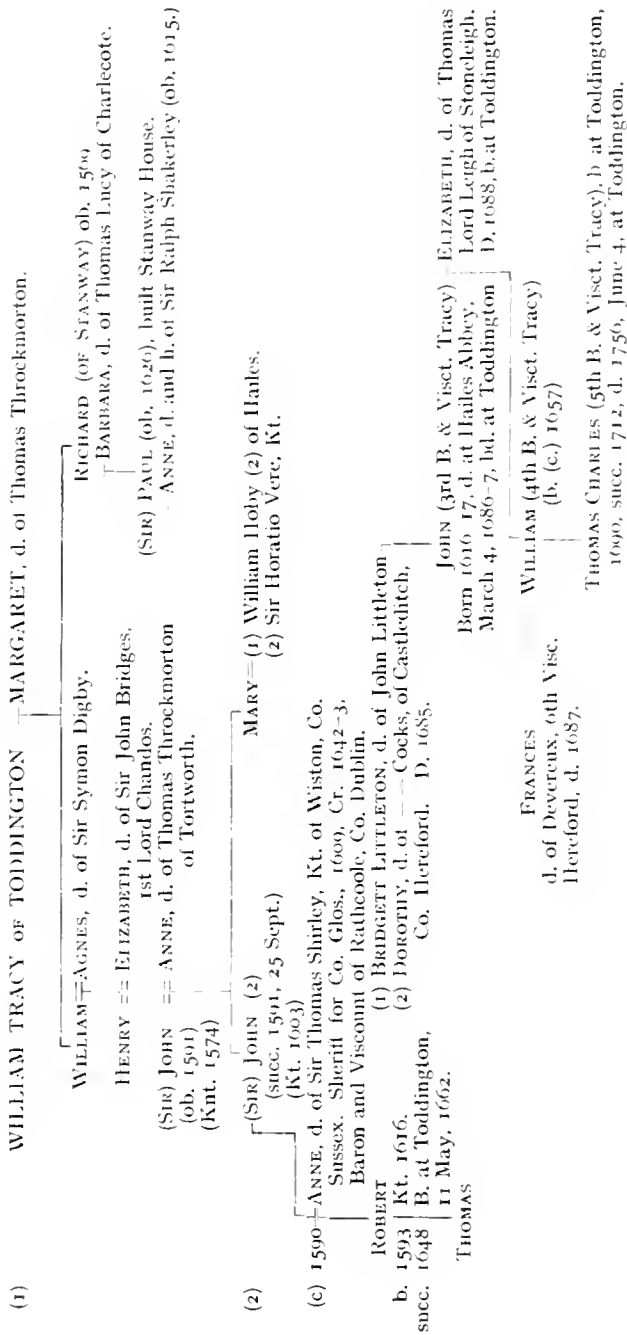 (1) WILLIAM TRACY OF TODDINGTON MARGARET, d. of Thomas Throckmorton.
WILLIAM AGNES, d. of Sir Symon Digby.
RICHARD (OF STANWAY) ob. 1569
BARBARA, d. of Thomas Lucy of Charlecote.
HENRY = ELIZABETH, d. of Sir John Bridges.
1st Lord Chandos.
(SIR) PAUL (ob. 1626), built Stanway House.
ANNE, d. and h. of Sir Ralph Shakerley (ob. 1615.)
(SIR) JOHN = ANNE, d. of Thomas Throckmorton
(ob. 1591) of Tortworth.
(Knt. 1574)
(2) (SIR) JOHN (2)
(succ. 1591, 25 Sept.)
(Kt. 1603)
MARY=(1) William Hoby (2) of Hailes.
(2) Sir Horatio Vere, Kt.
(c) 1590 ANNE, d. of Sir Thomas Shirley, Kt. of Wiston, Co.
Sussex. Sheriff for Co. Glos., 1609, Cr. 1642-3.
Baron and Viscount of Rathcoole, Co. Dublin.
ROBERT
b. 1593 Kt. 1616.
succ. 1648 B. at Toddington,
11 May, 1662.
THOMAS
(1) BRIDGETT LITTLETON, d. of John Littleton
(2) DOROTHY, d. of —— Cocks, of Castleditch,
Co. Hereford. D. 1685.
JOHN (3rd B. & Visct. Tracy)
Born 1616 17, d. at Hailes Abbey,
March 4, 1686-7, bd. at Toddington
ELIZABETH, d. of Thomas
Lord Leigh of Stoneleigh.
D. 1688, b. at Toddington.
FRANCES
d. of Devereux, 6th Visc.
Hereford, d. 1687.
WILLIAM (4th B. & Visct. Tracy)
(b. (c.) 1657)
THOMAS CHARLES (5th B. & Visct. Tracy), b at Toddington,
1690, succ. 1712, d. 1756, June 4, at Toddington.